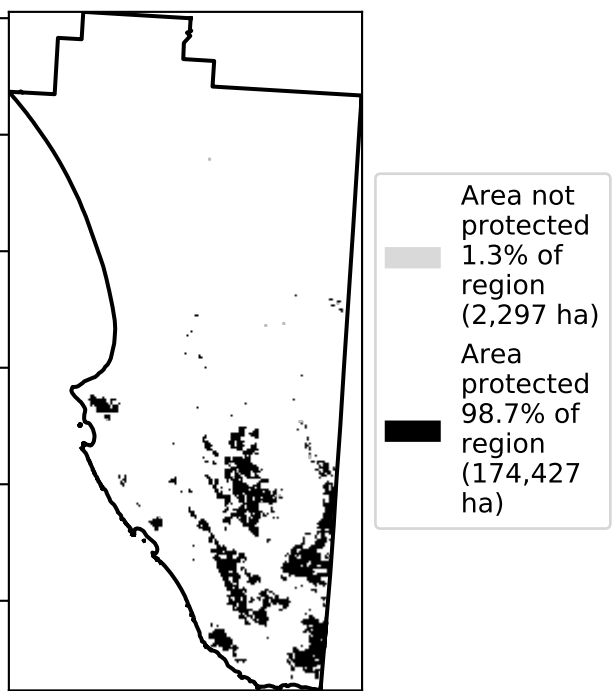 Area not
protected
1.3% of
region
(2,297 ha)
Area
protected
98.7% of
region
(174,427
ha)